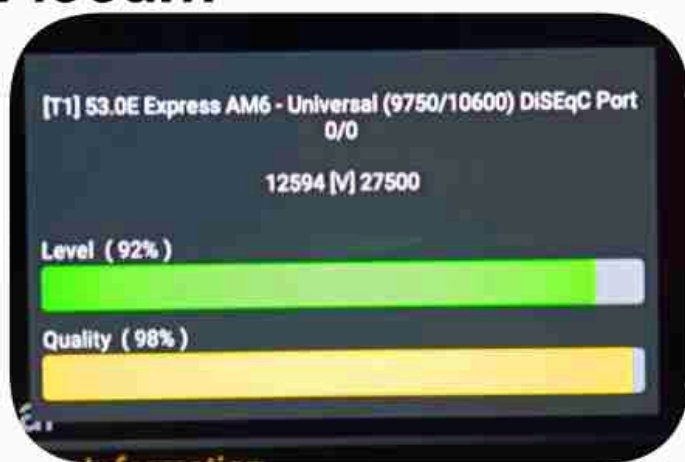 [T1] 53.0E Express AM6 - Universal (9750/10600) DiSEqC Port
0/0
12594 [V] 27500
Level ( 92% )
Quality ( 98% )